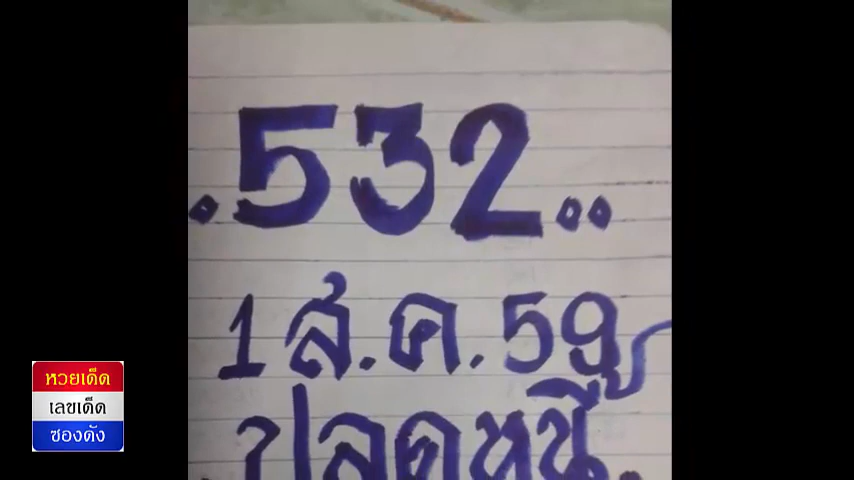 .532..
1 ส.ค. 59
.ปลดหนี้.
หวยเด็ด
เลขเด็ด
ซองดัง